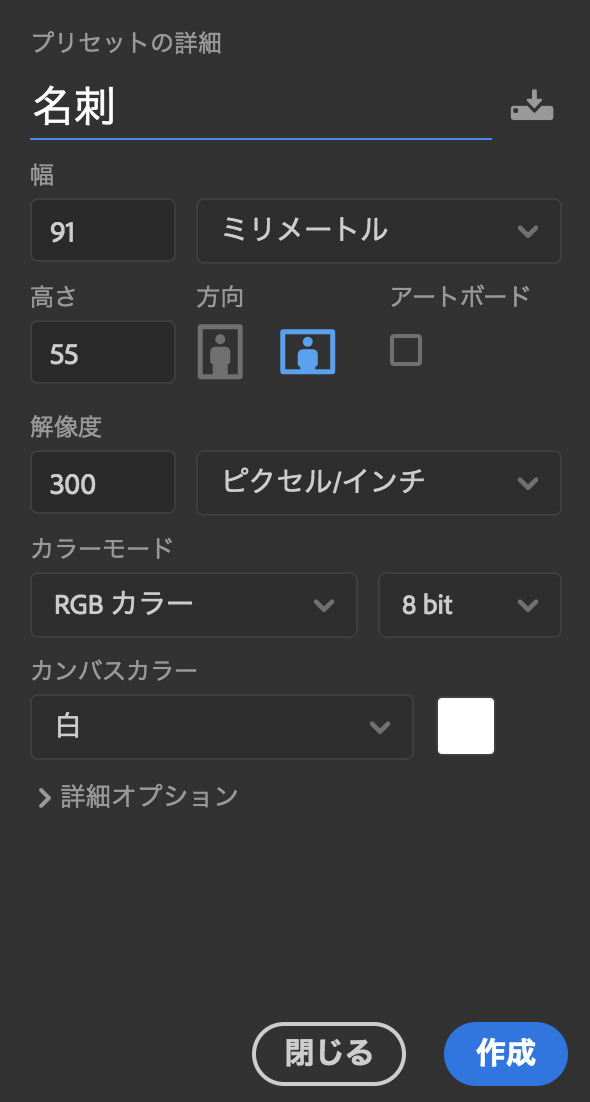 プリセットの詳細
名刺
幅
91 ミリメートル
高さ 方向 アートボード
55
解像度
300 ピクセル/インチ
カラーモード
RGB カラー 8 bit
カンバスカラー
白
詳細オプション
閉じる 作成